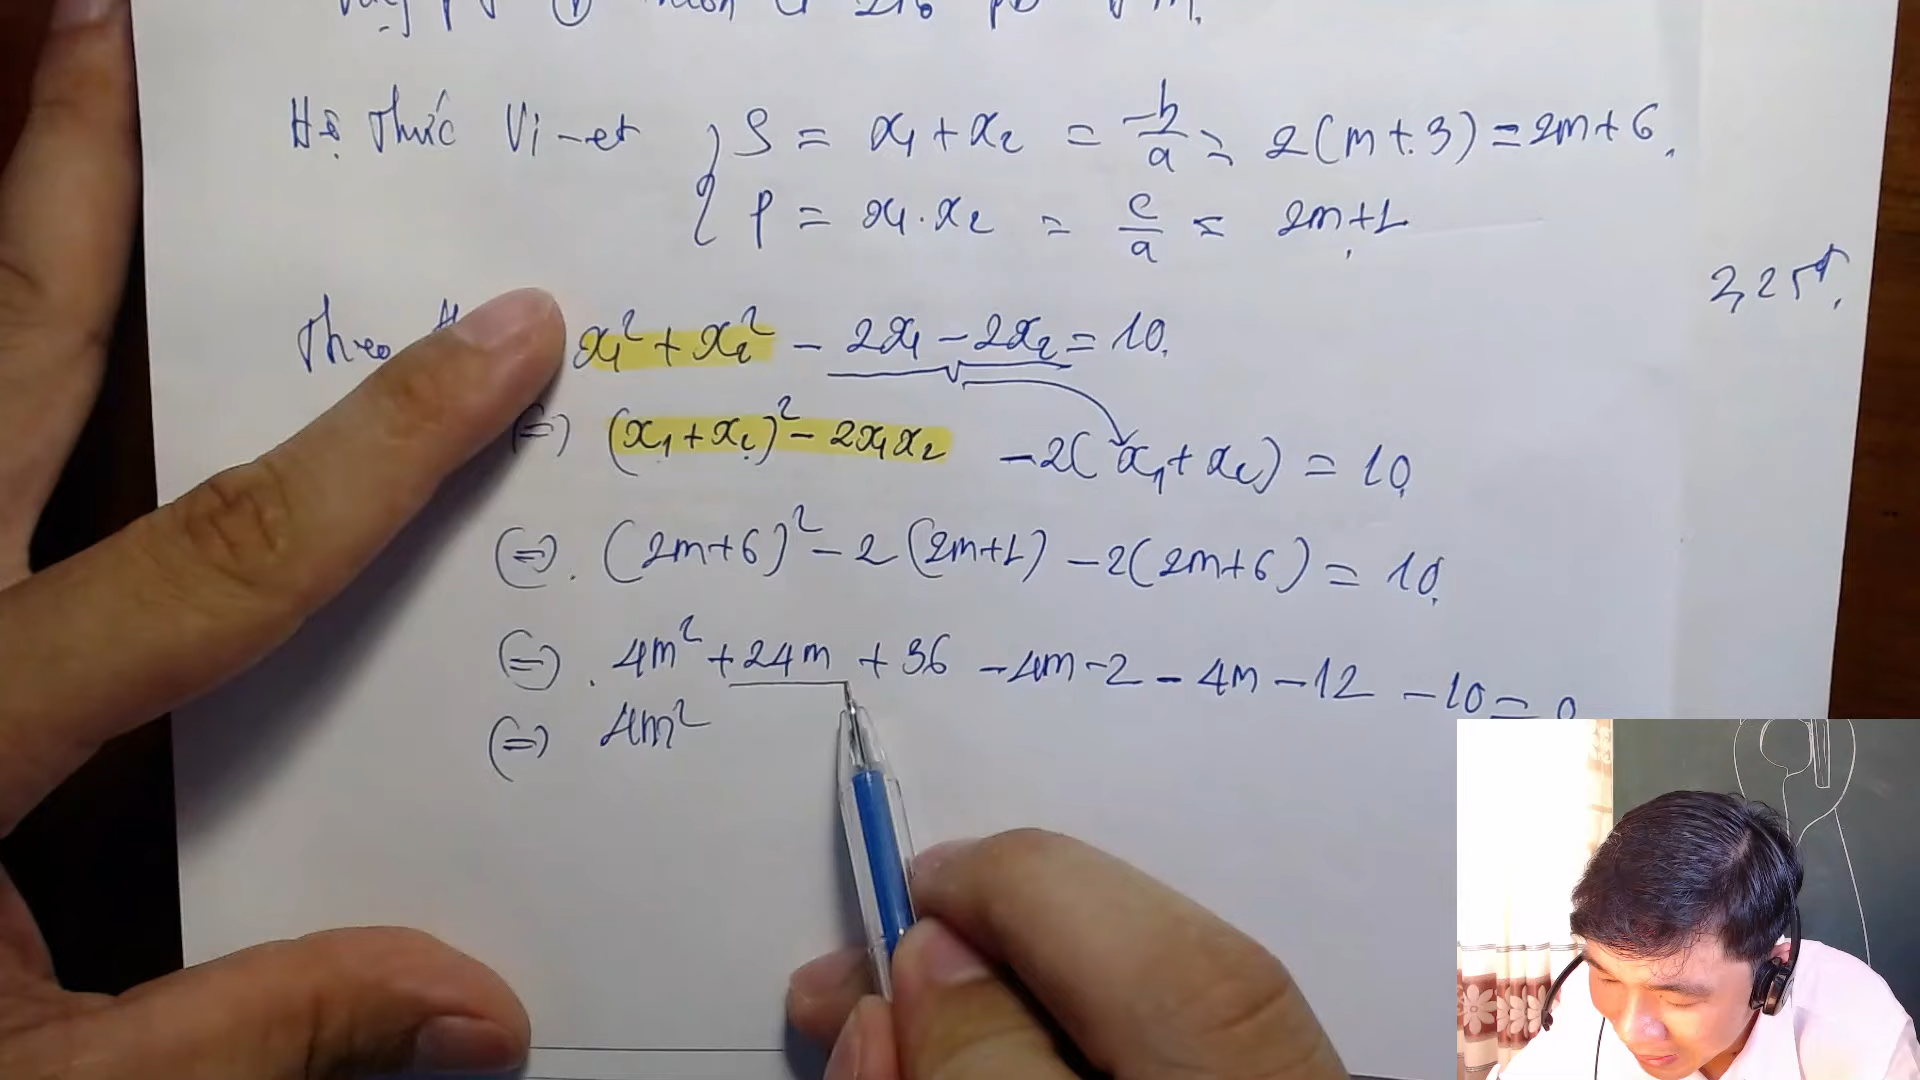 Hệ thức Vi-et { S = x₁ + x₂ = -b/a = 2(m+3) = 2m+6.
P = x₁.x₂ = c/a = 2m+1
2,25đ.
Theo x₁² + x₂² - 2x₁ - 2x₂ = 10.
(=) (x₁+x₂)² - 2x₁x₂ - 2(x₁+x₂) = 10.
(=). (2m+6)² - 2(2m+1) - 2(2m+6) = 10.
(=). 4m² + 24m + 36 - 4m - 2 - 4m - 12 - 10 = 0
(=) 4m²